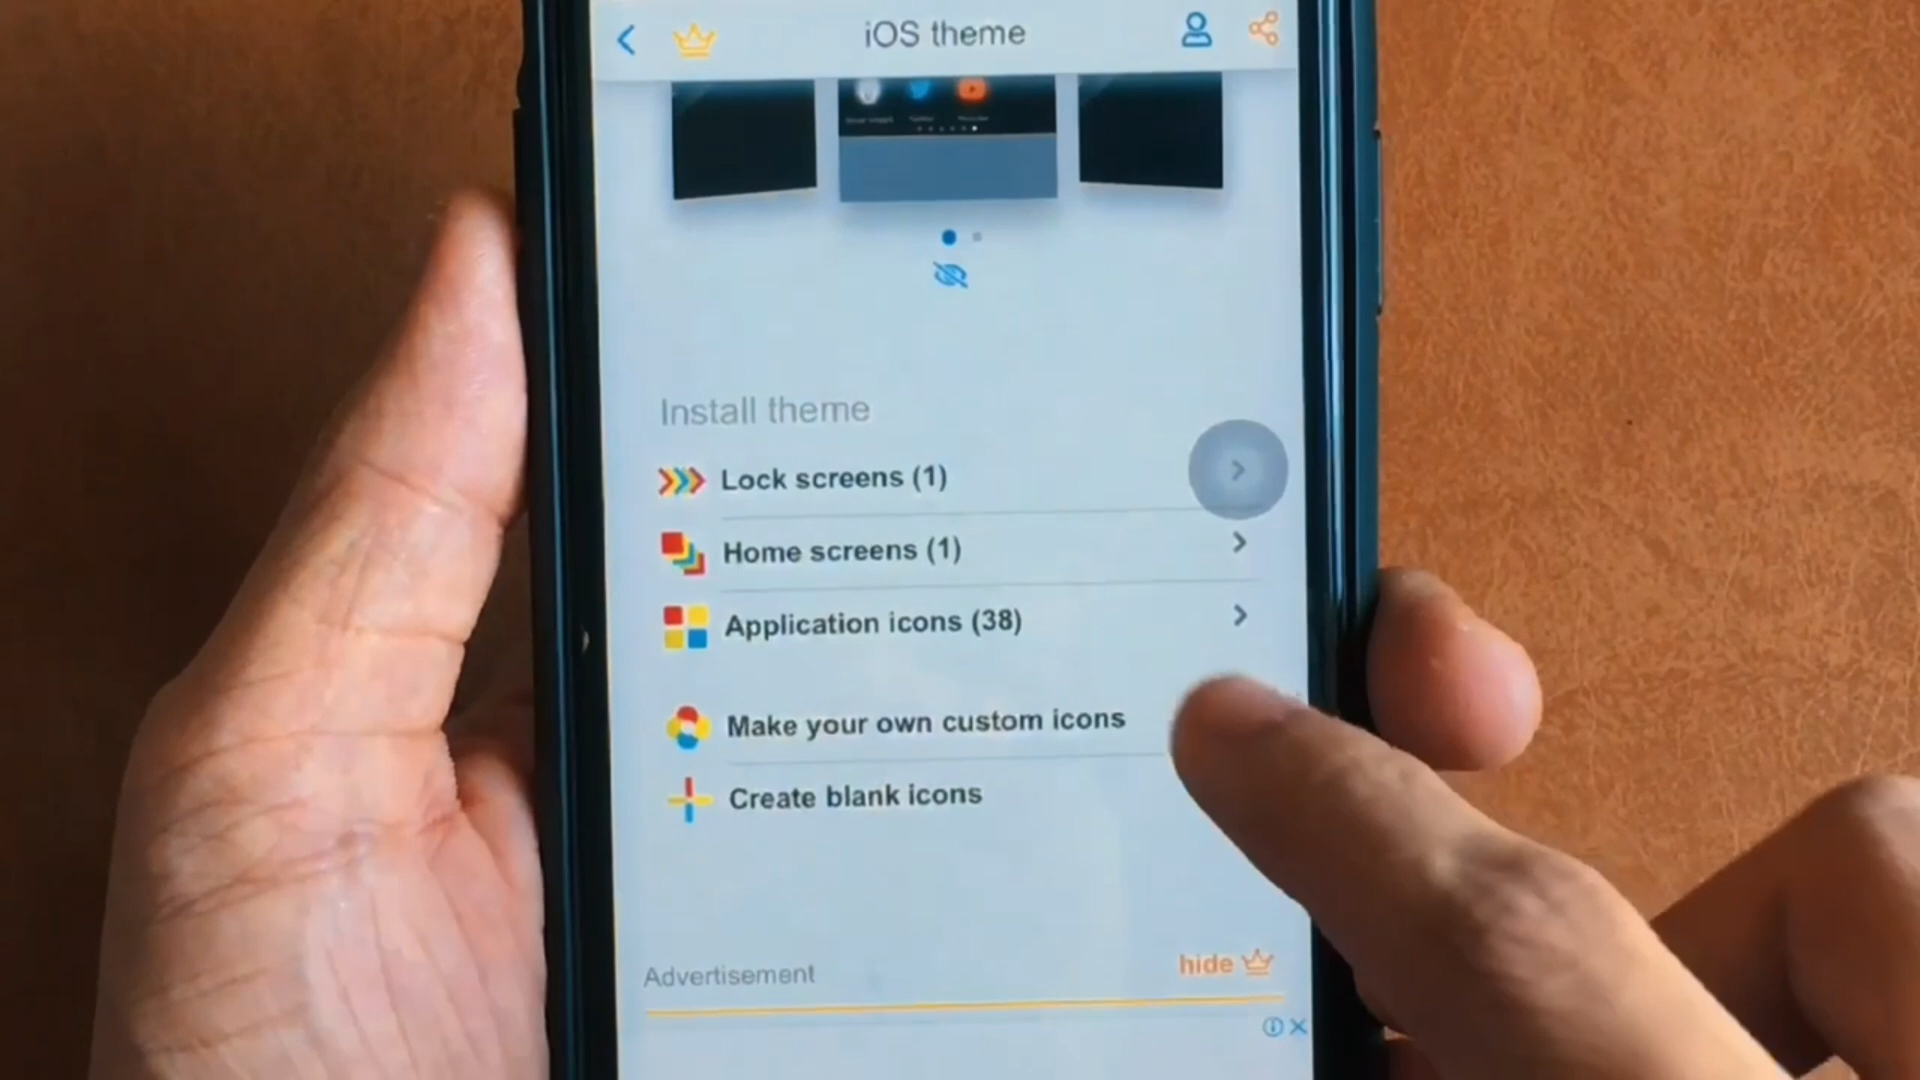 iOS theme
Install theme
Lock screens (1)
Home screens (1)
Application icons (38)
Make your own custom icons
Create blank icons
Advertisement
hide